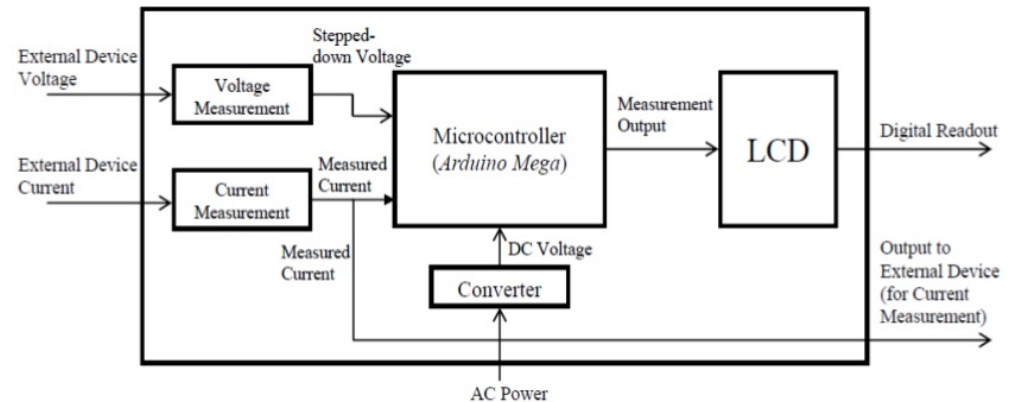 External Device
Voltage
Stepped-
down Voltage
Voltage
Measurement
External Device
Current
Current
Measurement
Measured
Current
Measured
Current
Microcontroller
(Arduino Mega)
DC Voltage
Converter
AC Power
Measurement
Output
LCD
Digital Readout
Output to
External Device
(for Current
Measurement)